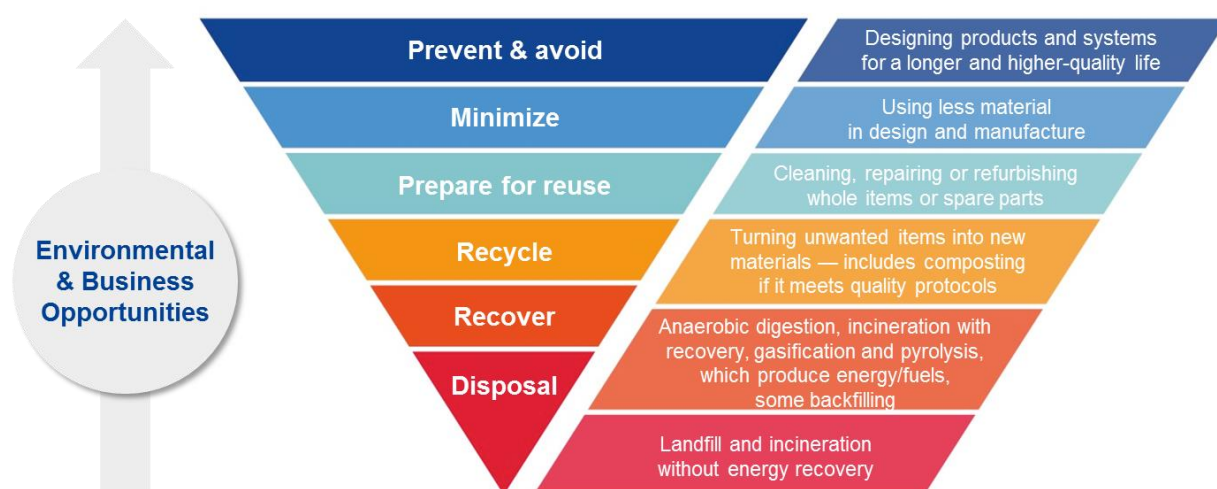 Environmental
& Business
Opportunities
Prevent & avoid
Designing products and systems
for a longer and higher-quality life
Minimize
Using less material
in design and manufacture
Prepare for reuse
Cleaning, repairing or refurbishing
whole items or spare parts
Recycle
Turning unwanted items into new
materials — includes composting
if it meets quality protocols
Recover
Anaerobic digestion, incineration with
recovery, gasification and pyrolysis,
which produce energy/fuels,
some backfilling
Disposal
Landfill and incineration
without energy recovery